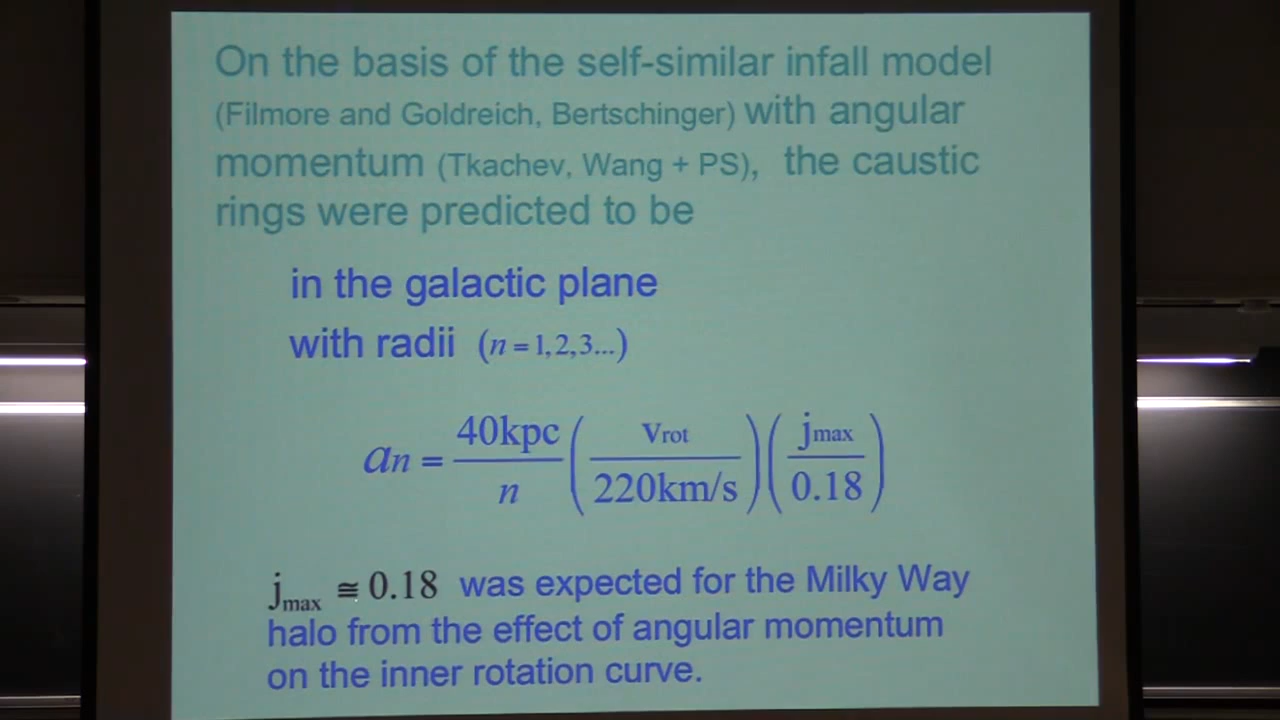 On the basis of the self-similar infall model
(Filmore and Goldreich, Bertschinger) with angular
momentum (Tkachev, Wang + PS), the caustic
rings were predicted to be
in the galactic plane
with radii (n = 1,2,3...)
an = 40kpc/n (Vrot/220km/s) (jmax/0.18)
jmax ≅ 0.18 was expected for the Milky Way
halo from the effect of angular momentum
on the inner rotation curve.